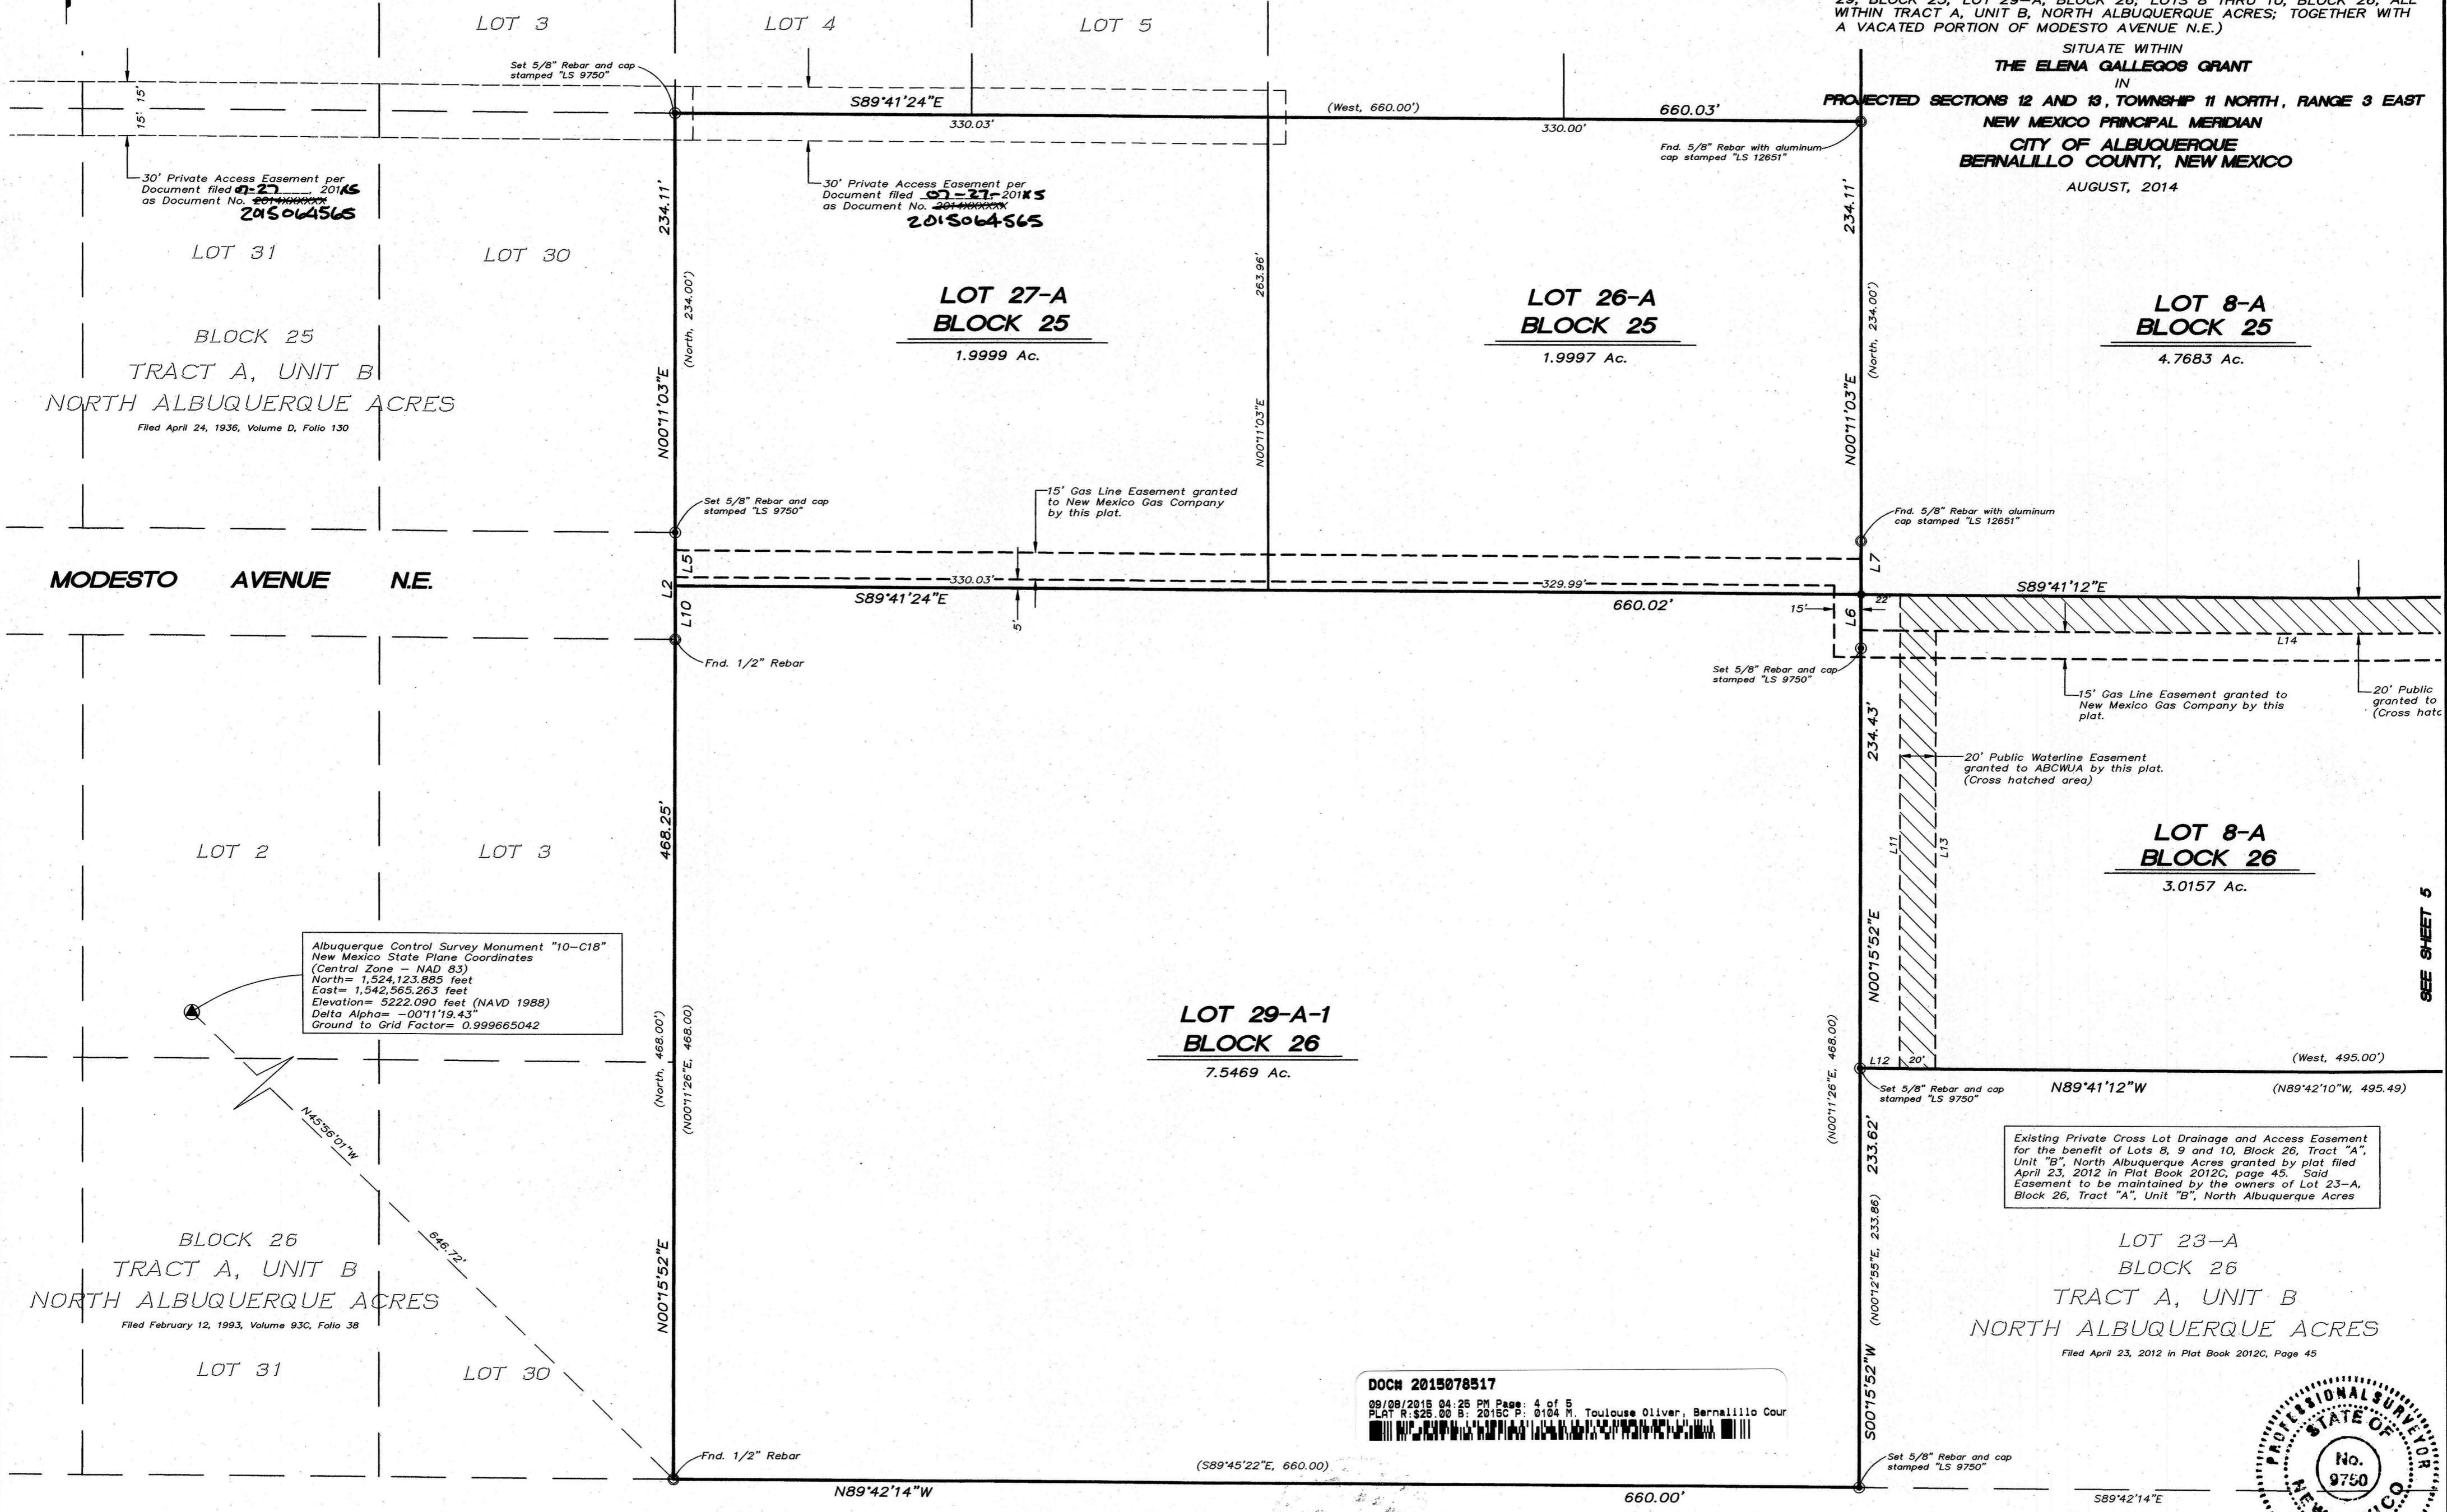 LOT 3
LOT 4
LOT 5
WITHIN TRACT A, UNIT B, NORTH ALBUQUERQUE ACRES; TOGETHER WITH
A VACATED PORTION OF MODESTO AVENUE N.E.)
SITUATE WITHIN
THE ELENA GALLEGOS GRANT
IN
PROJECTED SECTIONS 12 AND 13, TOWNSHIP 11 NORTH, RANGE 3 EAST
NEW MEXICO PRINCIPAL MERIDIAN
CITY OF ALBUQUERQUE
BERNALILLO COUNTY, NEW MEXICO
AUGUST, 2014
Set 5/8" Rebar and cap
stamped "LS 9750"
15' 15'
S89°41'24"E
330.03'
(West, 660.00')
330.00'
660.03'
Fnd. 5/8" Rebar with aluminum
cap stamped "LS 12651"
30' Private Access Easement per
Document filed 07-27, 2015
as Document No. 2014XXXXXX
2015064565
30' Private Access Easement per
Document filed 07-27-2015
as Document No. 2014XXXXXX
2015064565
234.11'
(North, 234.00')
N00°11'03"E
263.96'
N00°11'03"E
234.11'
(North, 234.00')
N00°11'03"E
LOT 31
LOT 30
BLOCK 25
TRACT A, UNIT B
NORTH ALBUQUERQUE ACRES
Filed April 24, 1936, Volume D, Folio 130
LOT 27-A
BLOCK 25
1.9999 Ac.
LOT 26-A
BLOCK 25
1.9997 Ac.
LOT 8-A
BLOCK 25
4.7683 Ac.
Set 5/8" Rebar and cap
stamped "LS 9750"
15' Gas Line Easement granted
to New Mexico Gas Company
by this plat.
Fnd. 5/8" Rebar with aluminum
cap stamped "LS 12651"
MODESTO AVENUE N.E.
L5
L2
L10
330.03'
S89°41'24"E
5'
329.99'
660.02'
15'
L7
L6
22'
S89°41'12"E
L14
Fnd. 1/2" Rebar
Set 5/8" Rebar and cap
stamped "LS 9750"
15' Gas Line Easement granted to
New Mexico Gas Company by this
plat.
20' Public
granted to
(Cross hatc
20' Public Waterline Easement
granted to ABCWUA by this plat.
(Cross hatched area)
234.43'
L11
L13
N00°15'52"E
LOT 8-A
BLOCK 26
3.0157 Ac.
SEE SHEET 5
LOT 2
LOT 3
468.25'
Albuquerque Control Survey Monument "10-C18"
New Mexico State Plane Coordinates
(Central Zone - NAD 83)
North= 1,524,123.885 feet
East= 1,542,565.263 feet
Elevation= 5222.090 feet (NAVD 1988)
Delta Alpha= -00°11'19.43"
Ground to Grid Factor= 0.999665042
(North, 468.00')
(N00°11'26"E, 468.00)
LOT 29-A-1
BLOCK 26
7.5469 Ac.
(N00°11'26"E, 468.00)
L12
20'
(West, 495.00')
N89°41'12"W
(N89°42'10"W, 495.49)
Set 5/8" Rebar and cap
stamped "LS 9750"
N45°56'01"W
646.72'
Existing Private Cross Lot Drainage and Access Easement
for the benefit of Lots 8, 9 and 10, Block 26, Tract "A",
Unit "B", North Albuquerque Acres granted by plat filed
April 23, 2012 in Plat Book 2012C, page 45. Said
Easement to be maintained by the owners of Lot 23-A,
Block 26, Tract "A", Unit "B", North Albuquerque Acres
233.62'
(N00°12'55"E, 233.86)
S00°15'52"W
BLOCK 26
TRACT A, UNIT B
NORTH ALBUQUERQUE ACRES
Filed February 12, 1993, Volume 93C, Folio 38
LOT 31
LOT 30
N00°15'52"E
LOT 23-A
BLOCK 26
TRACT A, UNIT B
NORTH ALBUQUERQUE ACRES
Filed April 23, 2012 in Plat Book 2012C, Page 45
DOC# 2015078517
09/08/2015 04:25 PM Page: 4 of 5
PLAT R:$25.00 B: 2015C P: 0104 M. Toulouse Oliver, Bernalillo Cour
Fnd. 1/2" Rebar
(S89°45'22"E, 660.00)
N89°42'14"W
660.00'
Set 5/8" Rebar and cap
stamped "LS 9750"
S89°42'14"E
PROFESSIONAL SURVEYOR
STATE OF
No.
9750